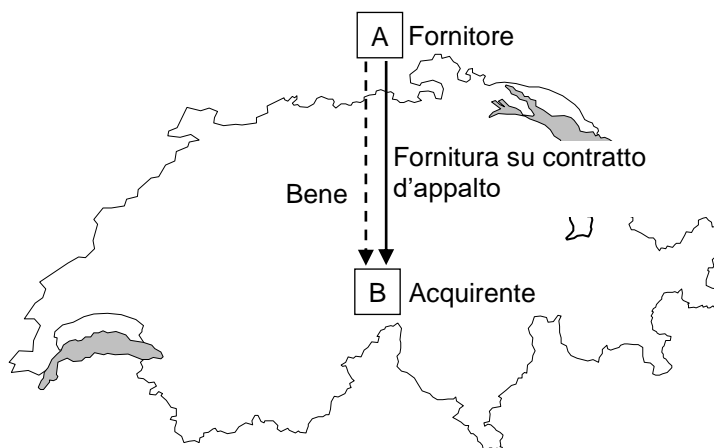 A Fornitore
Fornitura su contratto
d'appalto
Bene
B Acquirente